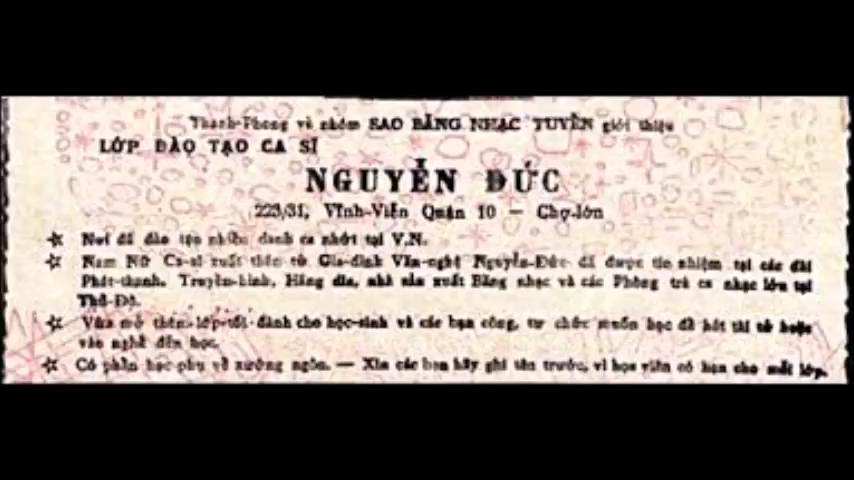 Thanh-Phong và nhóm SAO BĂNG NHẠC TUYỂN giới thiệu
LỚP ĐÀO TẠO CA SĨ
NGUYỄN ĐỨC
223/31, Vĩnh-Viễn Quận 10 — Chợ-lớn
☆ Nơi đã đào tạo những danh ca nhứt tại V.N.
☆ Nam Nữ Ca-sĩ xuất thân từ Gia-đình Văn-nghệ Nguyễn-Đức đã được tín nhiệm tại các đài
Phát-thanh, Truyền-hình, Hãng dĩa, nhà sản xuất Băng nhạc và các Phòng trà ca nhạc lớn tại
Thủ-Đô.
☆ Vừa mở thêm lớp tối dành cho học-sinh và các bạn công, tư chức muốn học để hát tài tử hoặc
vào nghề đến học.
☆ Có phần học phụ về xướng ngôn. — Xin các bạn hãy ghi tên trước, vì học viên có hạn cho mỗi lớp.